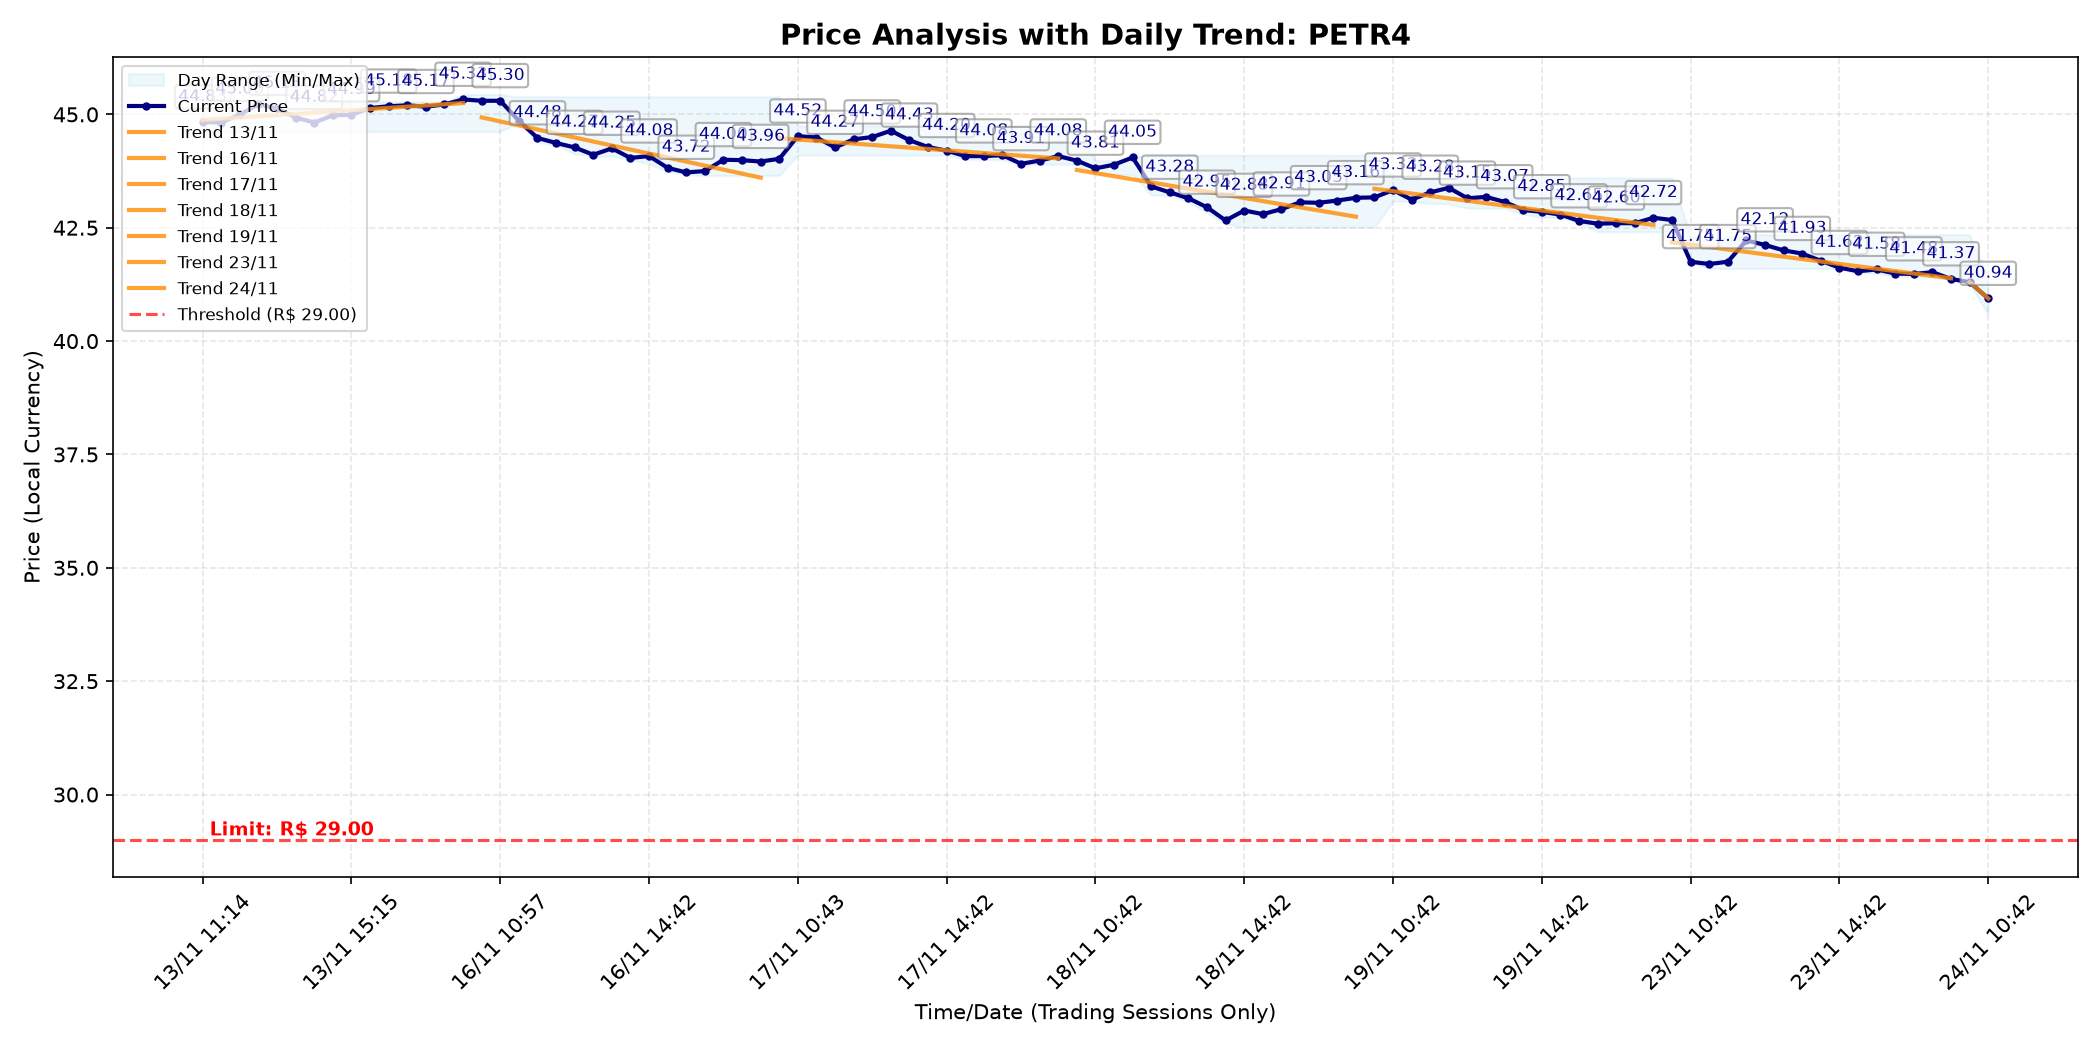 Price Analysis with Daily Trend: PETR4
Day Range (Min/Max)
Current Price
Trend 13/11
Trend 16/11
Trend 17/11
Trend 18/11
Trend 19/11
Trend 23/11
Trend 24/11
Threshold (R$ 29.00)
45.30
44.48
44.08
43.72
43.96
44.52
44.27
44.43
44.08
43.81
44.05
43.28
43.07
42.85
42.72
41.75
42.12
41.93
41.37
40.94
45.0
42.5
40.0
37.5
35.0
32.5
30.0
Price (Local Currency)
Limit: R$ 29.00
13/11 11:14
13/11 15:15
16/11 10:57
16/11 14:42
17/11 10:43
17/11 14:42
18/11 10:42
18/11 14:42
19/11 10:42
19/11 14:42
23/11 10:42
23/11 14:42
24/11 10:42
Time/Date (Trading Sessions Only)